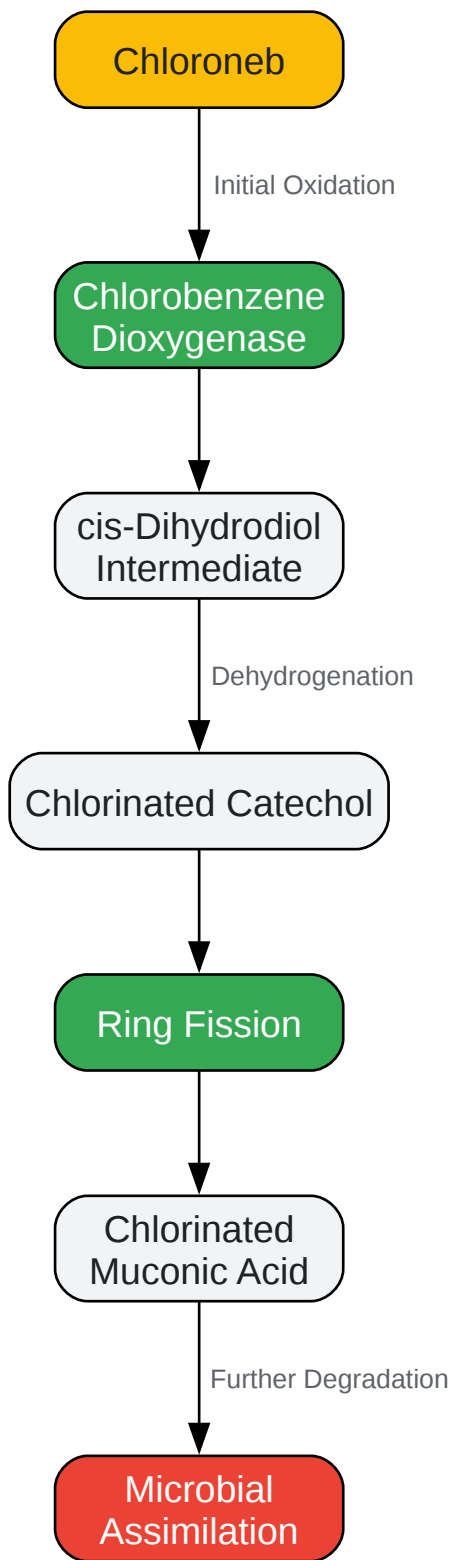 Chloroneb
Initial Oxidation
Chlorobenzene
Dioxygenase
cis-Dihydrodiol
Intermediate
Dehydrogenation
Chlorinated Catechol
Ring Fission
Chlorinated
Muconic Acid
Further Degradation
Microbial
Assimilation